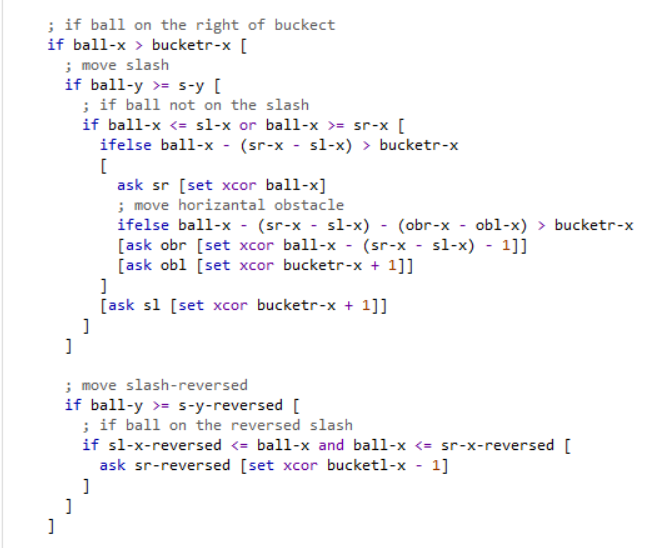 ; if ball on the right of buckect
if ball-x > bucketr-x [
; move slash
if ball-y >= s-y [
; if ball not on the slash
if ball-x <= sl-x or ball-x >= sr-x [
ifelse ball-x - (sr-x - sl-x) > bucketr-x
[
ask sr [set xcor ball-x]
; move horizantal obstacle
ifelse ball-x - (sr-x - sl-x) - (obr-x - obl-x) > bucketr-x
[ask obr [set xcor ball-x - (sr-x - sl-x) - 1]]
[ask obl [set xcor bucketr-x + 1]]
]
[ask sl [set xcor bucketr-x + 1]]
]
]
; move slash-reversed
if ball-y >= s-y-reversed [
; if ball on the reversed slash
if sl-x-reversed <= ball-x and ball-x <= sr-x-reversed [
ask sr-reversed [set xcor bucketl-x - 1]
]
]
]